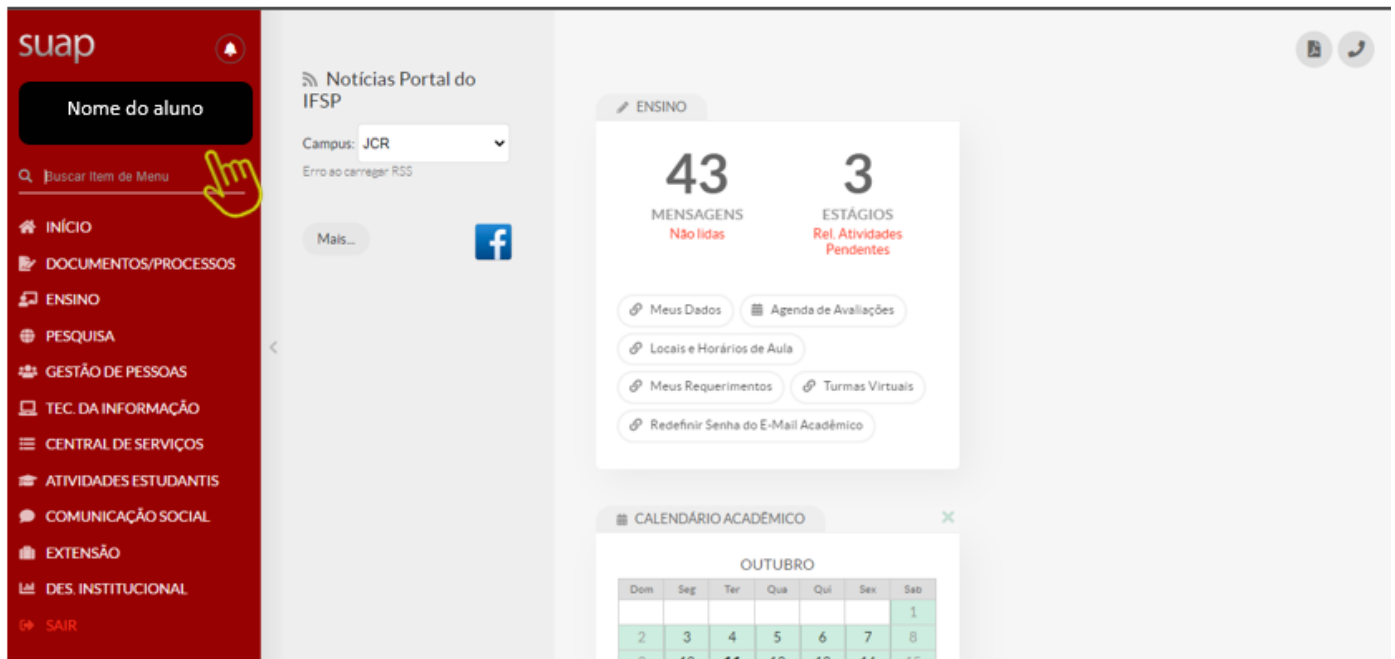 suap
Nome do aluno
Buscar Item de Menu
INÍCIO
DOCUMENTOS/PROCESSOS
ENSINO
PESQUISA
GESTÃO DE PESSOAS
TEC. DA INFORMAÇÃO
CENTRAL DE SERVIÇOS
ATIVIDADES ESTUDANTIS
COMUNICAÇÃO SOCIAL
EXTENSÃO
DES. INSTITUCIONAL
SAIR
Notícias Portal do
IFSP
Campus: JCR
Erro ao carregar RSS
Mais...
ENSINO
43 3
MENSAGENS ESTÁGIOS
Não lidas Rel. Atividades
Pendentes
Meus Dados Agenda de Avaliações
Locais e Horários de Aula
Meus Requerimentos Turmas Virtuais
Redefinir Senha do E-Mail Acadêmico
CALENDÁRIO ACADÊMICO
OUTUBRO
Dom Seg Ter Qua Qui Sex Sab
1
2 3 4 5 6 7 8